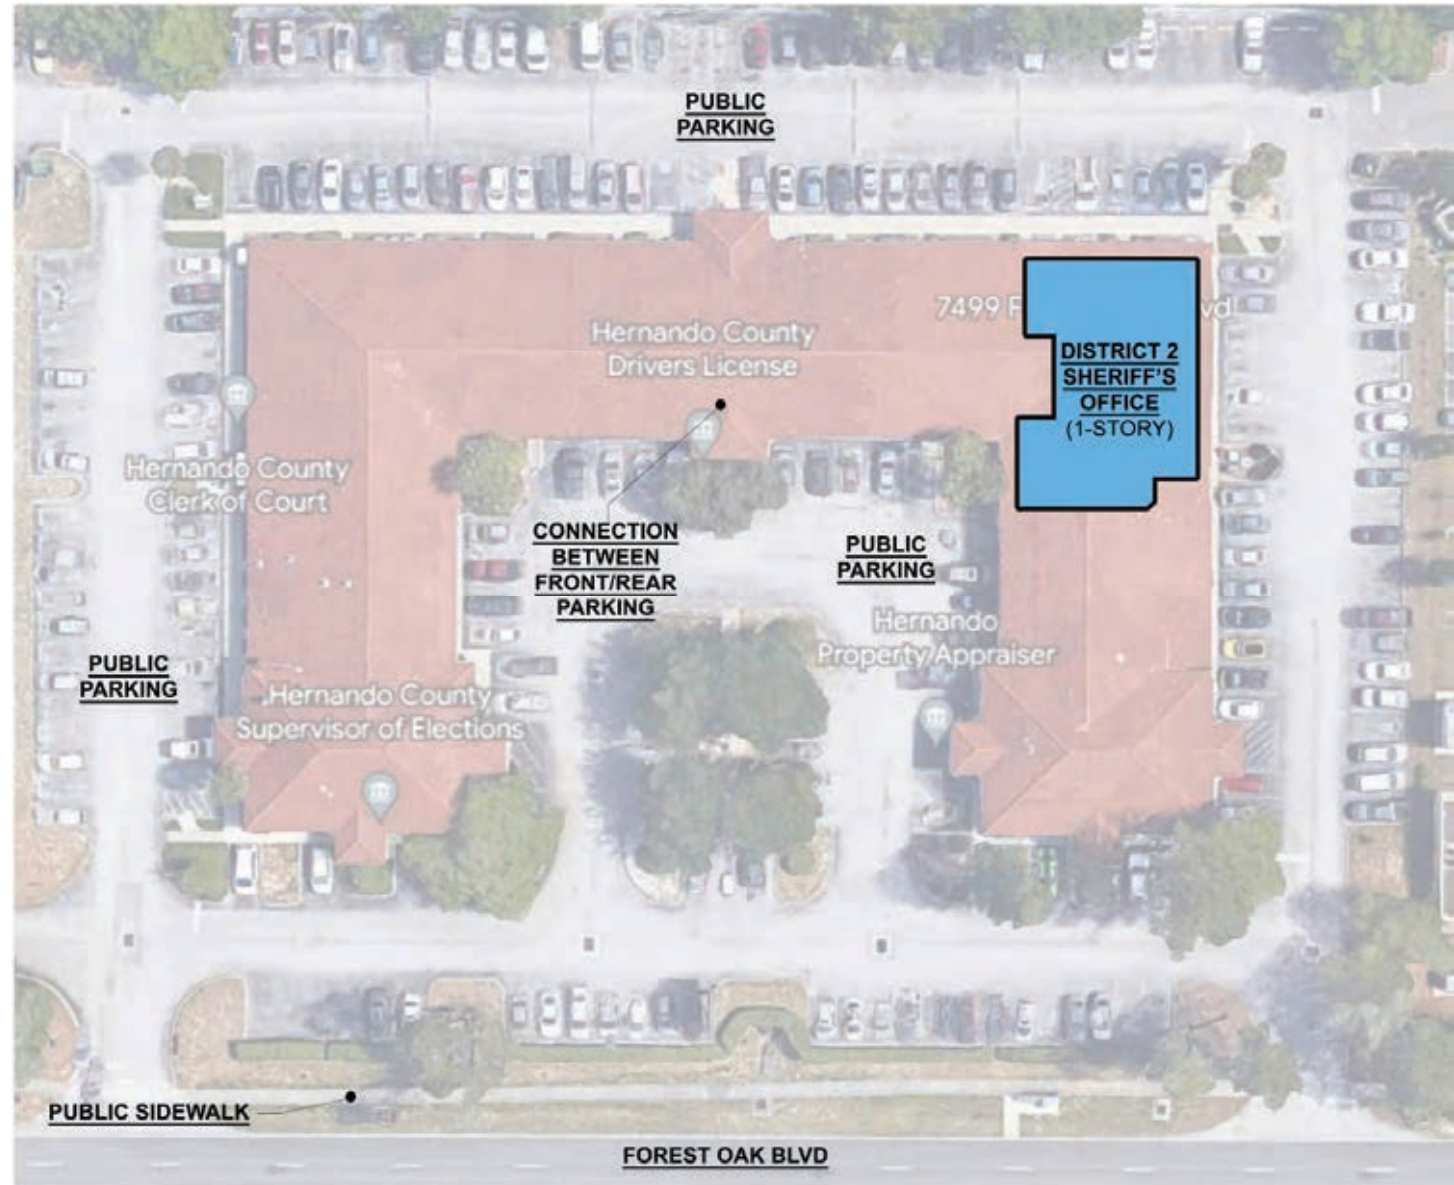 PUBLIC
PARKING
7499 F
vd
Hernando County
Drivers License
DISTRICT 2
SHERIFF'S
OFFICE
(1-STORY)
Hernando County
Clerk of Court
CONNECTION
BETWEEN
FRONT/REAR
PARKING
PUBLIC
PARKING
Hernando
Property Appraiser
PUBLIC
PARKING
Hernando County
Supervisor of Elections
PUBLIC SIDEWALK
FOREST OAK BLVD